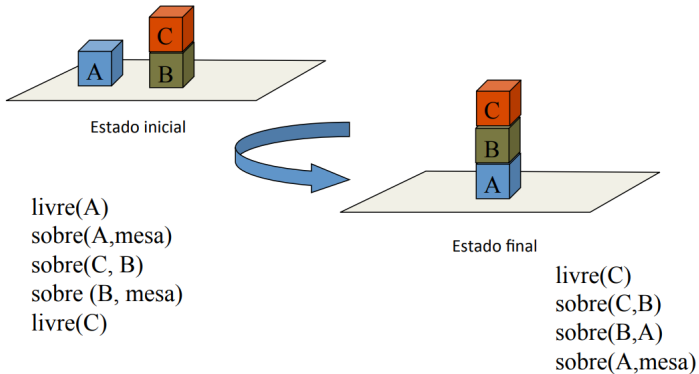 C
A
B
Estado inicial
C
B
A
livre(A)
sobre(A,mesa)
sobre(C, B)
sobre (B, mesa)
livre(C)
Estado final
livre(C)
sobre(C,B)
sobre(B,A)
sobre(A,mesa)